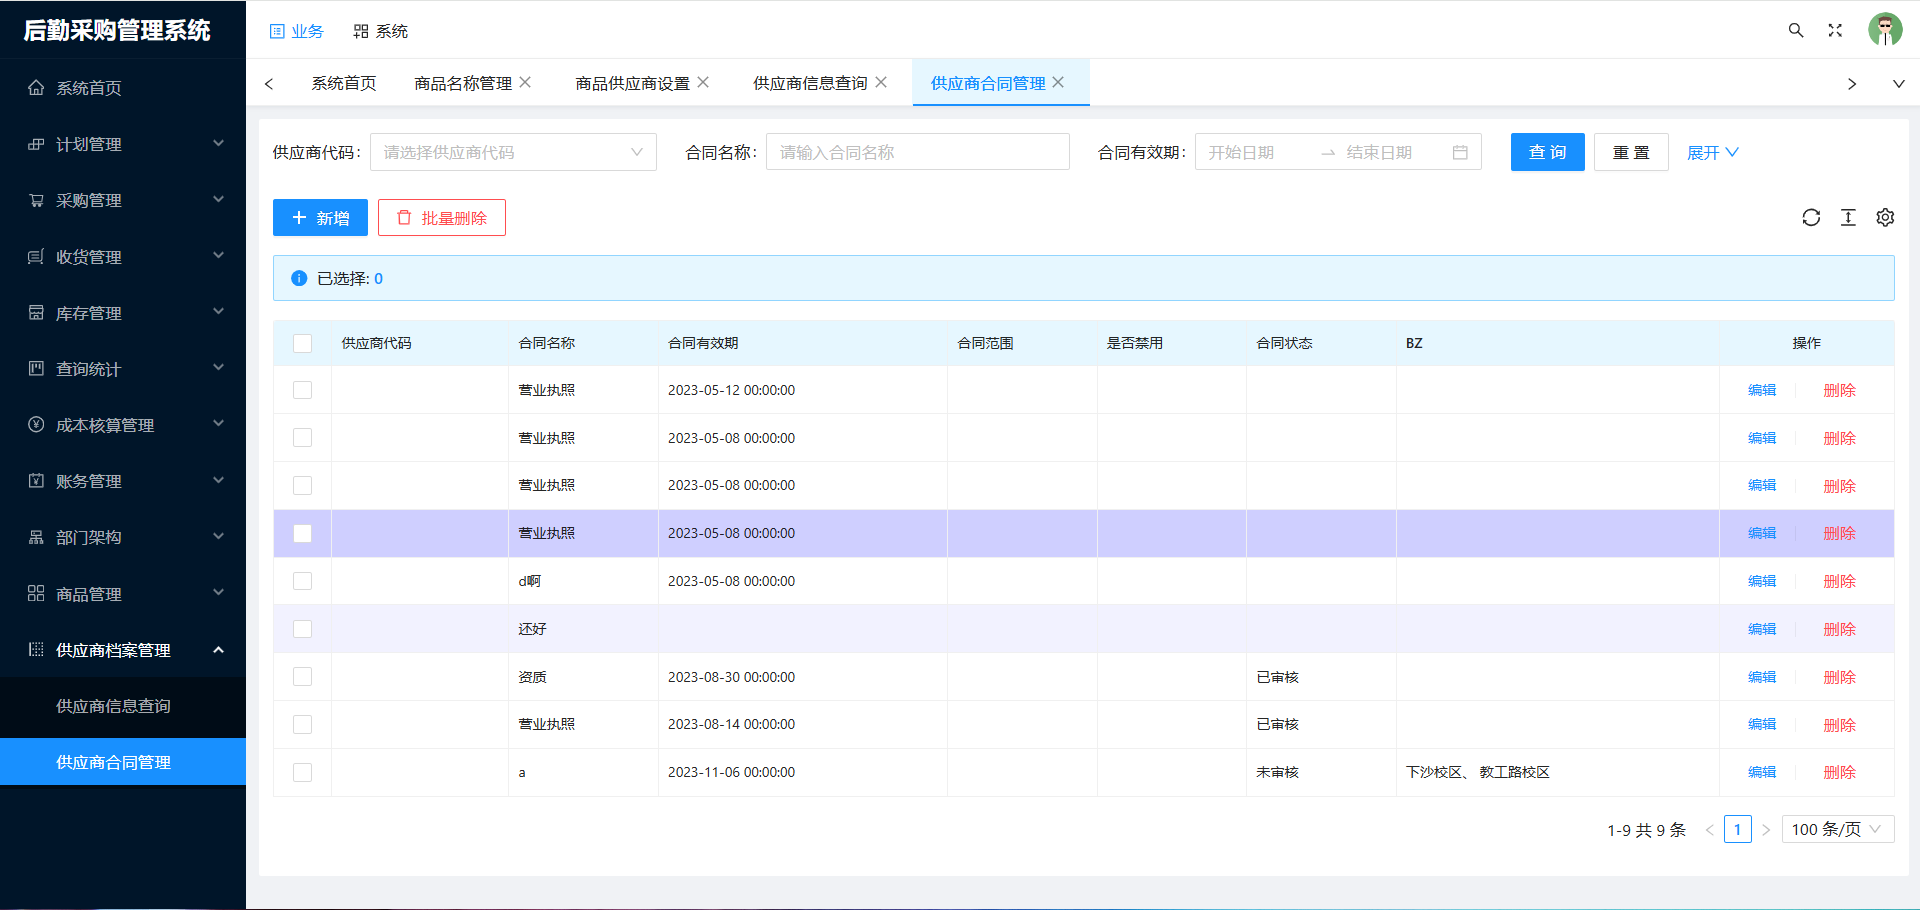 后勤采购管理系统
业务 系统
系统首页 商品名称管理 商品供应商设置 供应商信息查询 供应商合同管理
系统首页
计划管理
采购管理
收货管理
库存管理
查询统计
成本核算管理
账务管理
部门架构
商品管理
供应商档案管理
供应商信息查询
供应商合同管理
供应商代码: 请选择供应商代码 合同名称: 请输入合同名称 合同有效期: 开始日期 → 结束日期 查 询 重 置 展开
+ 新增 批量删除
已选择: 0
供应商代码 合同名称 合同有效期 合同范围 是否禁用 合同状态 BZ 操作
营业执照 2023-05-12 00:00:00 编辑 删除
营业执照 2023-05-08 00:00:00 编辑 删除
营业执照 2023-05-08 00:00:00 编辑 删除
营业执照 2023-05-08 00:00:00 编辑 删除
d啊 2023-05-08 00:00:00 编辑 删除
还好 编辑 删除
资质 2023-08-30 00:00:00 已审核 编辑 删除
营业执照 2023-08-14 00:00:00 已审核 编辑 删除
a 2023-11-06 00:00:00 未审核 下沙校区、 教工路校区 编辑 删除
1-9 共 9 条 < 1 > 100 条/页